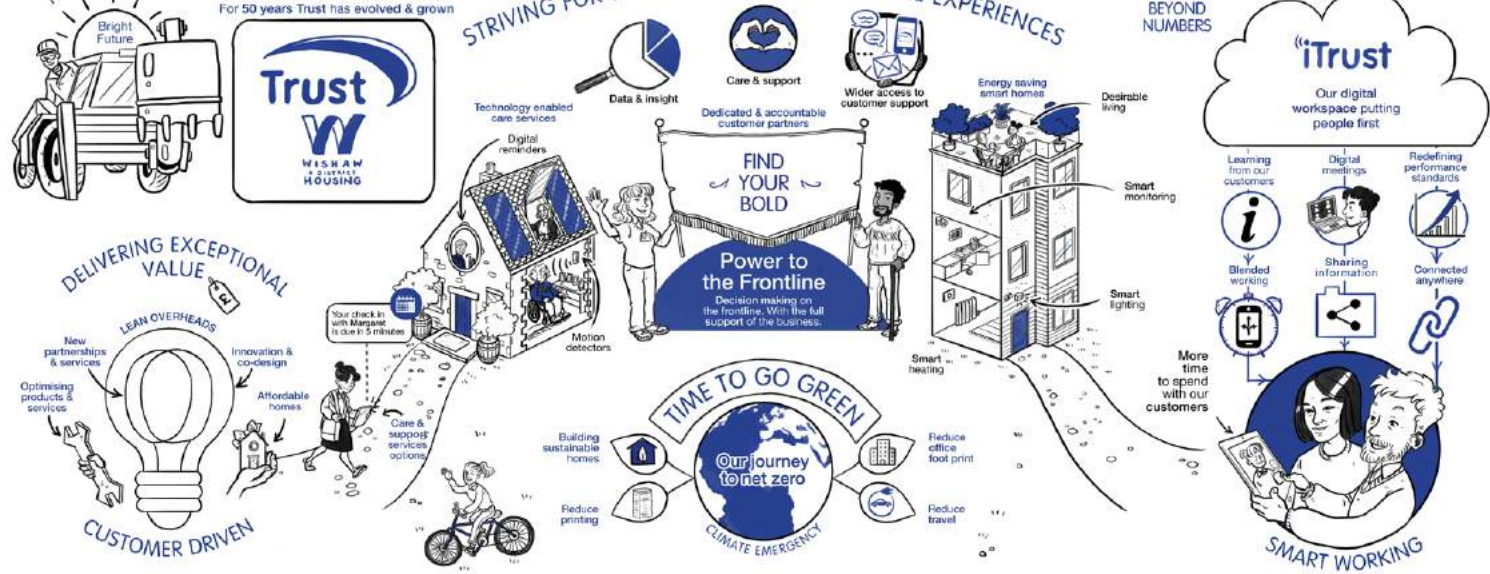 For 50 years Trust has evolved & grown
Bright
Future
Trust
W
WISHAW
& DISTRICT
HOUSING
STRIVING FOR
EXPERIENCES
Data & insight
Care & support
Wider access to
customer support
Technology enabled
care services
Digital
reminders
Dedicated & accountable
customer partners
FIND
YOUR
BOLD
Power to
the Frontline
Decision making on
the frontline. With the full
support of the business.
Motion
detectors
Your check in
with Margaret
is due in 5 minutes
Care &
support
services
options
Energy saving
smart homes
Desirable
living
Smart
monitoring
Smart
lighting
Smart
heating
BEYOND
NUMBERS
iTrust
Our digital
workspace putting
people first
Learning
from our
customers
Digital
meetings
Redefining
performance
standards
i
Blended
working
Sharing
information
Connected
anywhere
More
time
to spend
with our
customers
SMART WORKING
DELIVERING EXCEPTIONAL
VALUE
£
LEAN OVERHEADS
New
partnerships
& services
Innovation &
co-design
Optimising
products &
services
Affordable
homes
CUSTOMER DRIVEN
TIME TO GO GREEN
Building
sustainable
homes
Reduce
office
foot print
Our journey
to net zero
Reduce
printing
Reduce
travel
CLIMATE EMERGENCY